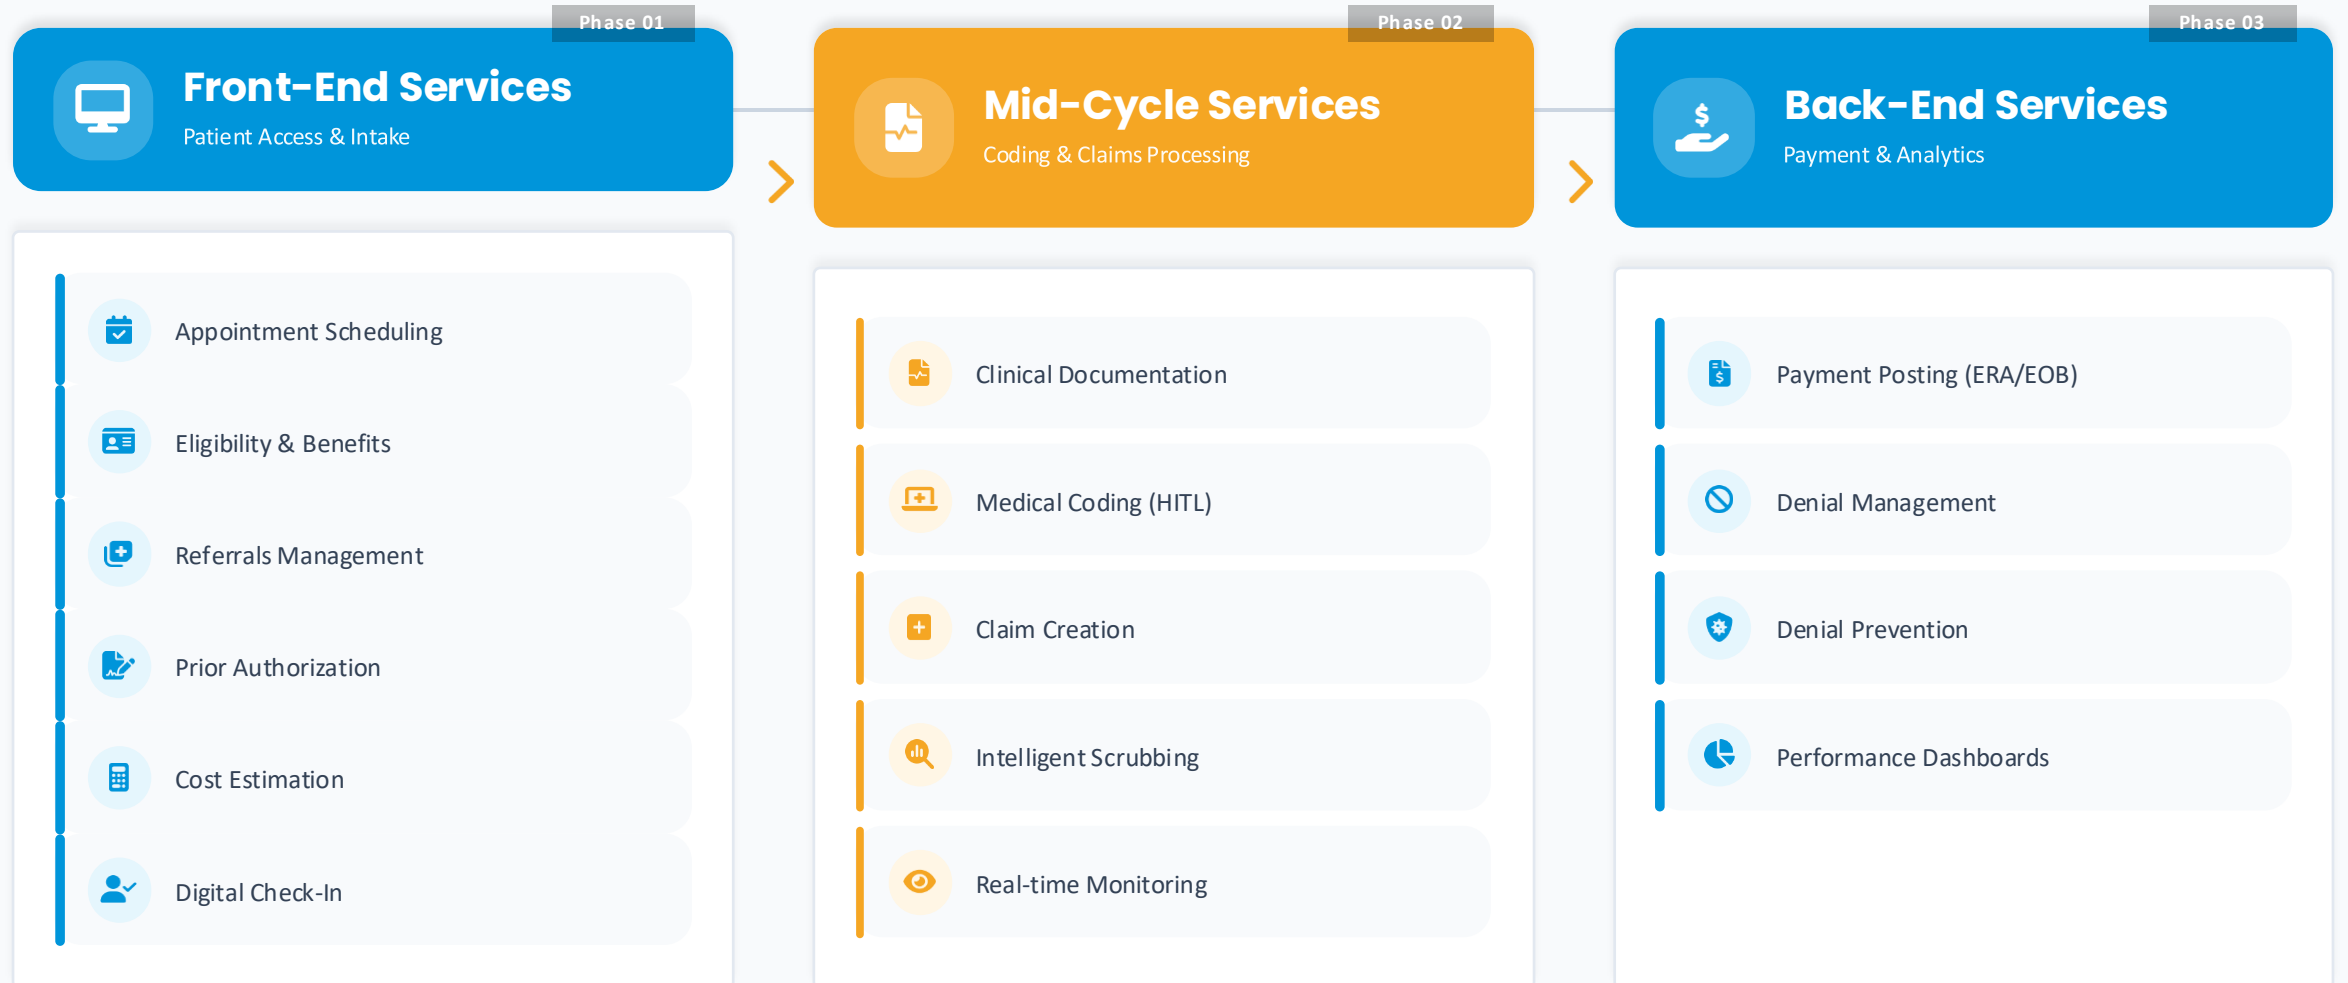 Phase 01
Front-End Services
Patient Access & Intake
Appointment Scheduling
Eligibility & Benefits
Referrals Management
Prior Authorization
Cost Estimation
Digital Check-In
Phase 02
Mid-Cycle Services
Coding & Claims Processing
Clinical Documentation
Medical Coding (HITL)
Claim Creation
Intelligent Scrubbing
Real-time Monitoring
Phase 03
Back-End Services
Payment & Analytics
Payment Posting (ERA/EOB)
Denial Management
Denial Prevention
Performance Dashboards